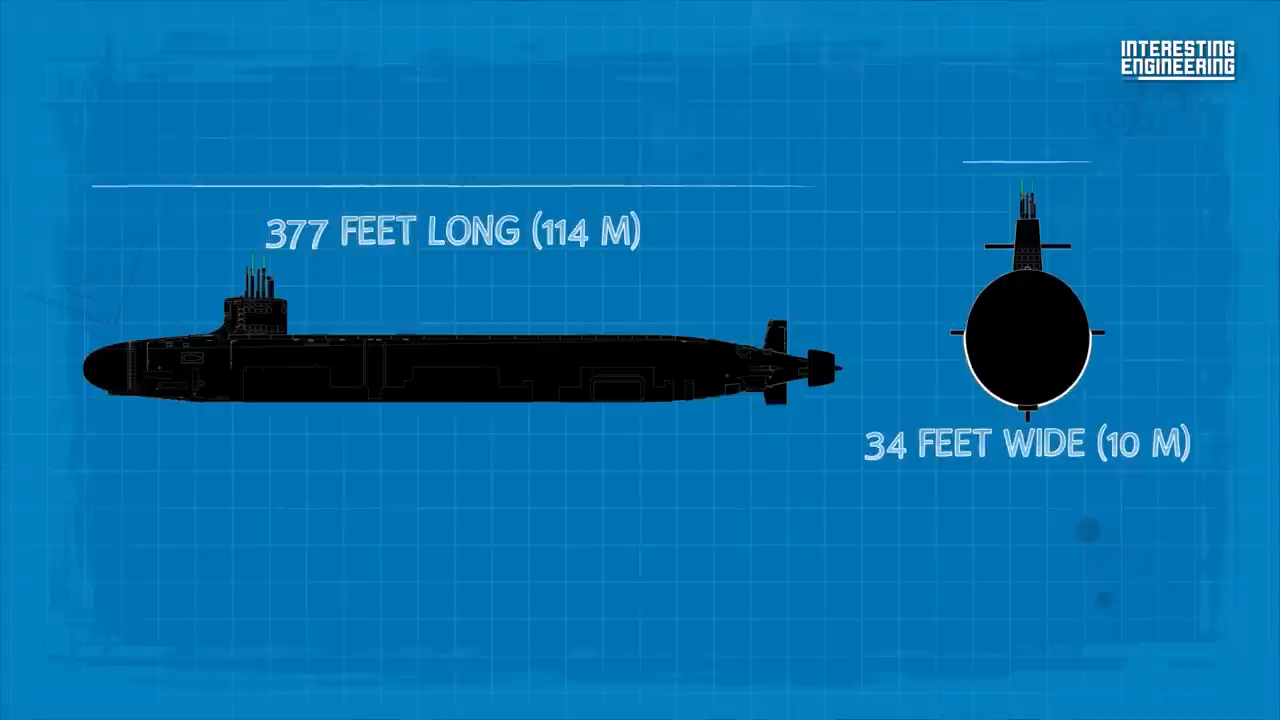 INTERESTING
ENGINEERING
377 FEET LONG (114 M)
34 FEET WIDE (10 M)